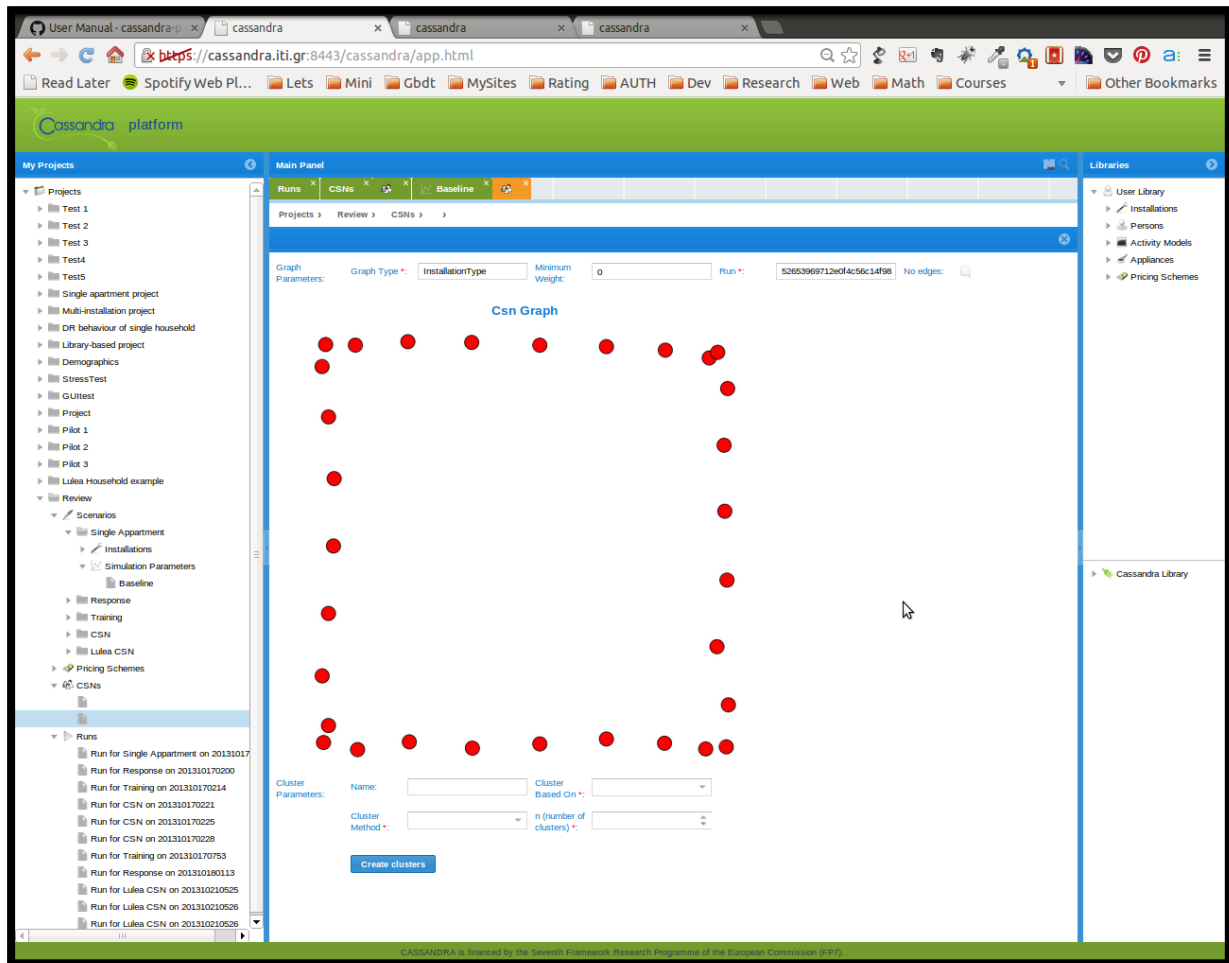 User Manual · cassandra-p
cassandra
cassandra
cassandra
https://cassandra.iti.gr:8443/cassandra/app.html
Read Later
Spotify Web Pl...
Lets
Mini
Gbdt
MySites
Rating
AUTH
Dev
Research
Web
Math
Courses
Other Bookmarks
Cassandra platform
My Projects
Main Panel
Libraries
Projects
Test 1
Test 2
Test 3
Test4
Test5
Single apartment project
Multi-installation project
DR behaviour of single household
Library-based project
Demographics
StressTest
GUItest
Project
Pilot 1
Pilot 2
Pilot 3
Lulea Household example
Review
Scenarios
Single Appartment
Installations
Simulation Parameters
Baseline
Response
Training
CSN
Lulea CSN
Pricing Schemes
CSNs
Runs
Run for Single Appartment on 20131017
Run for Response on 201310170200
Run for Training on 201310170214
Run for CSN on 201310170221
Run for CSN on 201310170225
Run for CSN on 201310170228
Run for Training on 201310170753
Run for Response on 201310180113
Run for Lulea CSN on 201310210525
Run for Lulea CSN on 201310210526
Run for Lulea CSN on 201310210526
Runs
CSNs
Baseline
Projects › Review › CSNs › ›
Graph Parameters:
Graph Type *:
InstallationType
Minimum Weight:
0
Run *:
52653969712e0f4c56c14f98
No edges:
Csn Graph
Cluster Parameters:
Name:
Cluster Based On *:
Cluster Method *:
n (number of clusters) *:
Create clusters
User Library
Installations
Persons
Activity Models
Appliances
Pricing Schemes
Cassandra Library
CASSANDRA is financed by the Seventh Framework Research Programme of the European Commission (FP7).